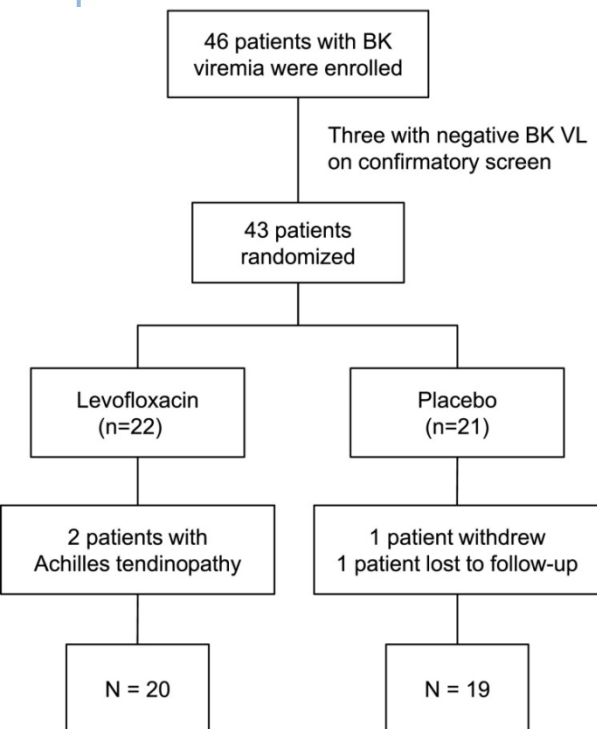 46 patients with BK
viremia were enrolled
Three with negative BK VL
on confirmatory screen
43 patients
randomized
Levofloxacin
(n=22)
Placebo
(n=21)
2 patients with
Achilles tendinopathy
1 patient withdrew
1 patient lost to follow-up
N = 20
N = 19